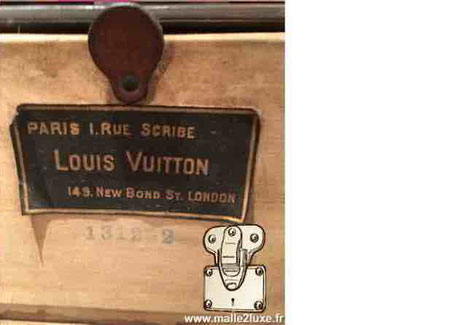 PARIS 1. RUE SCRIBE
LOUIS VUITTON
149. NEW BOND ST. LONDON
www.malle2luxe.fr